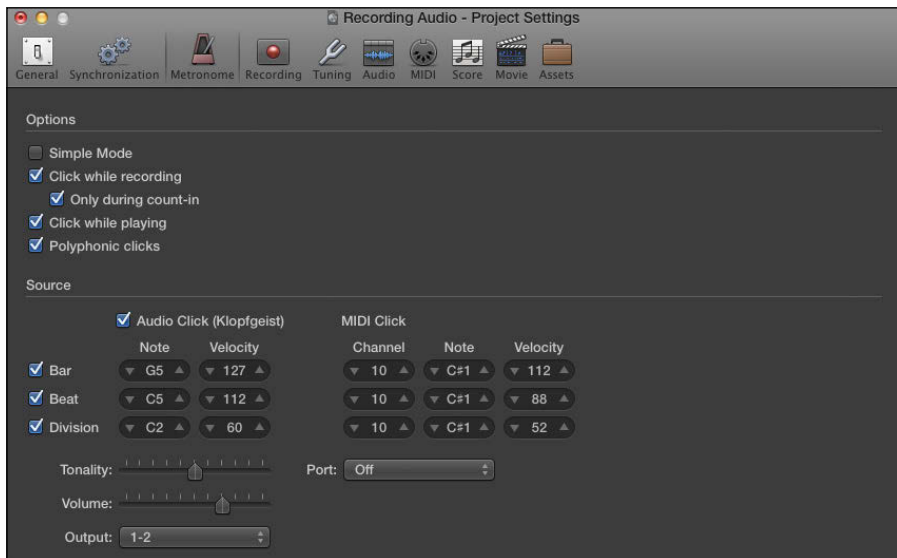 Recording Audio - Project Settings
General Synchronization Metronome Recording Tuning Audio MIDI Score Movie Assets
Options
Simple Mode
Click while recording
Only during count-in
Click while playing
Polyphonic clicks
Source
Audio Click (Klopfgeist) MIDI Click
Note Velocity Channel Note Velocity
Bar G5 127 10 C♯1 112
Beat C5 112 10 C♯1 88
Division C2 60 10 C♯1 52
Tonality: Port: Off
Volume:
Output: 1-2